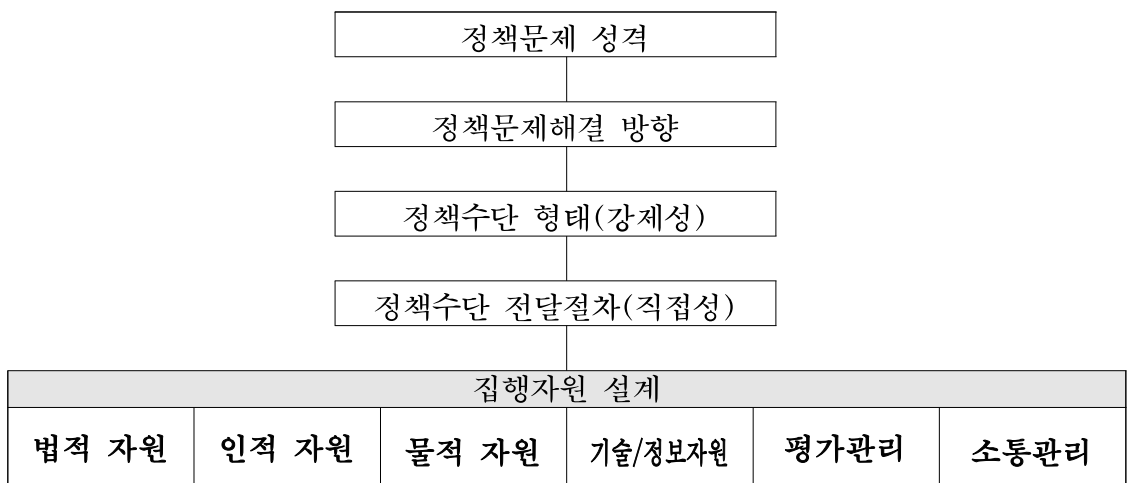 정책문제 성격
정책문제해결 방향
정책수단 형태(강제성)
정책수단 전달절차(직접성)
집행자원 설계
법적 자원 인적 자원 물적 자원 기술/정보자원 평가관리 소통관리